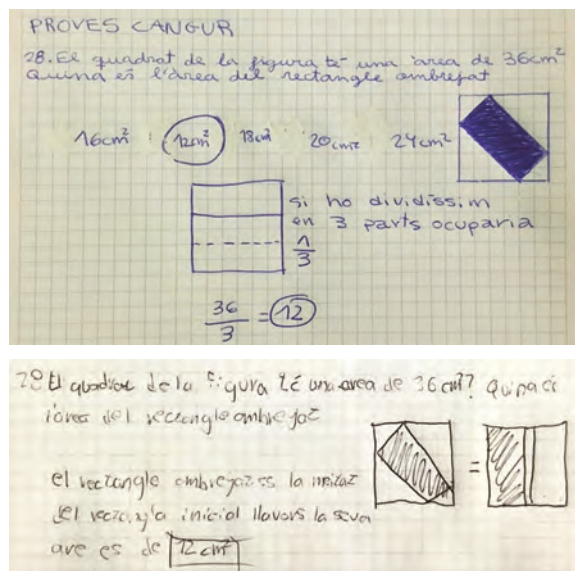 PROVES CANGUR
28. El quadrat de la figura té una àrea de 36cm²
Quina és l'àrea del rectangle ombrejat
16cm² 12cm² 18cm² 20cm² 24cm²
si ho dividíssim
en 3 parts ocuparia
1/3
36/3 = 12
28 El quadrat de la figura té una area de 36 cm²? Quina és
l'area del rectangle ombrejat
=
el rectangle ombrejat es la meitat
del inicial llavors la seva
are es de 12 cm²